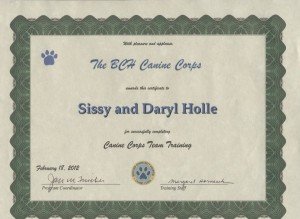 With pleasure and applause
The BCH Canine Corps
awards this certificate to
Sissy and Daryl Holle
for successfully completing
Canine Corps Team Training
February 18, 2012
Program Coordinator
Training Staff